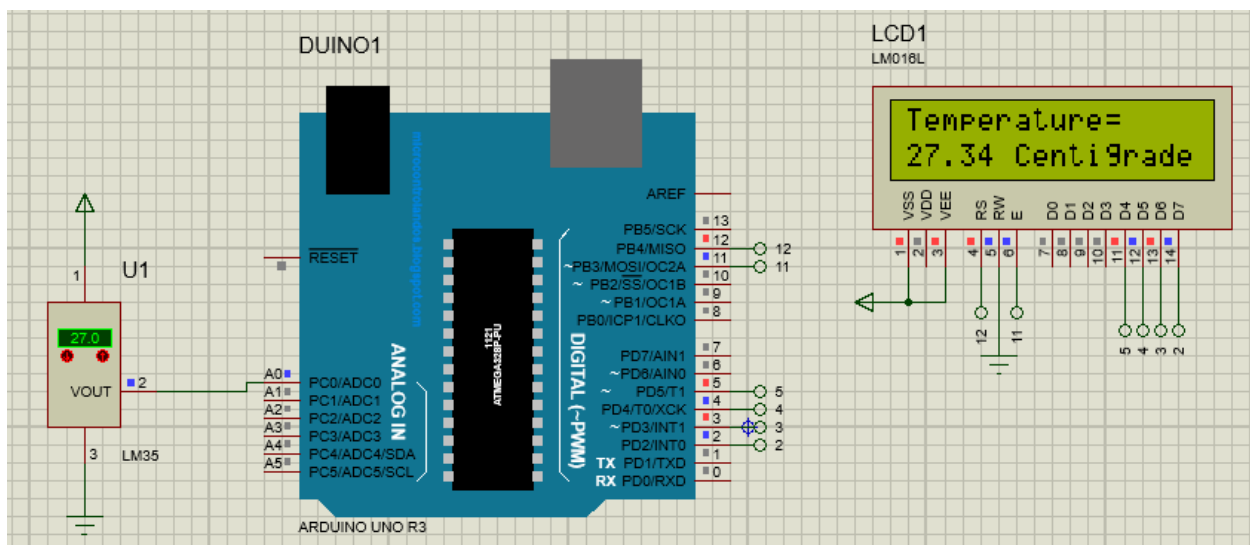 DUINO1
LCD1
LM016L
Temperature=
27.34 Centigrade
VSS
VDD
VEE
RS
RW
E
D0
D1
D2
D3
D4
D5
D6
D7
1
2
3
4
5
6
7
8
9
10
11
12
13
14
12
11
5
4
3
2
1
U1
27.0
VOUT
2
3
LM35
RESET
microcontrolandos.blogspot.com
1121
ATMEGA328P-PU
ANALOG IN
DIGITAL (~PWM)
A0 PC0/ADC0
A1 PC1/ADC1
A2 PC2/ADC2
A3 PC3/ADC3
A4 PC4/ADC4/SDA
A5 PC5/ADC5/SCL
AREF
PB5/SCK 13
PB4/MISO 12 12
~PB3/MOSI/OC2A 11 11
~ PB2/SS/OC1B 10
~ PB1/OC1A 9
PB0/ICP1/CLKO 8
PD7/AIN1 7
~PD6/AIN0 6
~ PD5/T1 5 5
PD4/T0/XCK 4 4
~PD3/INT1 3 3
PD2/INT0 2 2
TX PD1/TXD 1
RX PD0/RXD 0
ARDUINO UNO R3